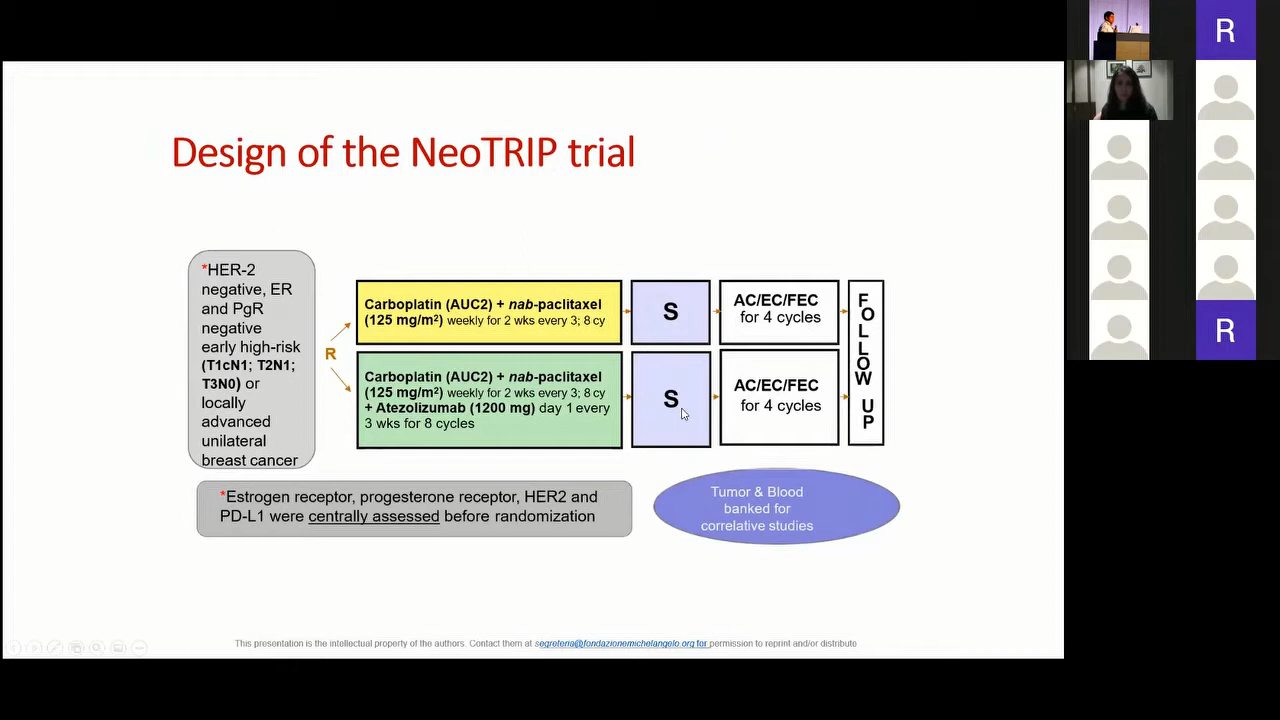 Design of the NeoTRIP trial
*HER-2
negative, ER
and PgR
negative
early high-risk
(T1cN1; T2N1;
T3N0) or
locally
advanced
unilateral
breast cancer
R
Carboplatin (AUC2) + nab-paclitaxel
(125 mg/m²) weekly for 2 wks every 3; 8 cy
S
AC/EC/FEC
for 4 cycles
Carboplatin (AUC2) + nab-paclitaxel
(125 mg/m²) weekly for 2 wks every 3; 8 cy
+ Atezolizumab (1200 mg) day 1 every
3 wks for 8 cycles
S
AC/EC/FEC
for 4 cycles
FOLLOW UP
*Estrogen receptor, progesterone receptor, HER2 and
PD-L1 were centrally assessed before randomization
Tumor & Blood
banked for
correlative studies
This presentation is the intellectual property of the authors. Contact them at segreteria@fondazionemichelangelo.org for permission to reprint and/or distribute
R
R